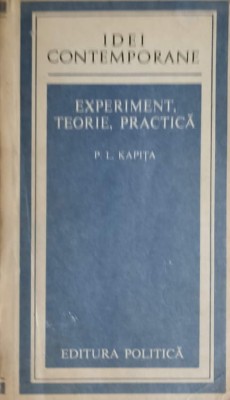 IDEI
CONTEMPORANE
EXPERIMENT,
TEORIE, PRACTICĂ
P. L. KAPIȚA
EDITURA POLITICĂ